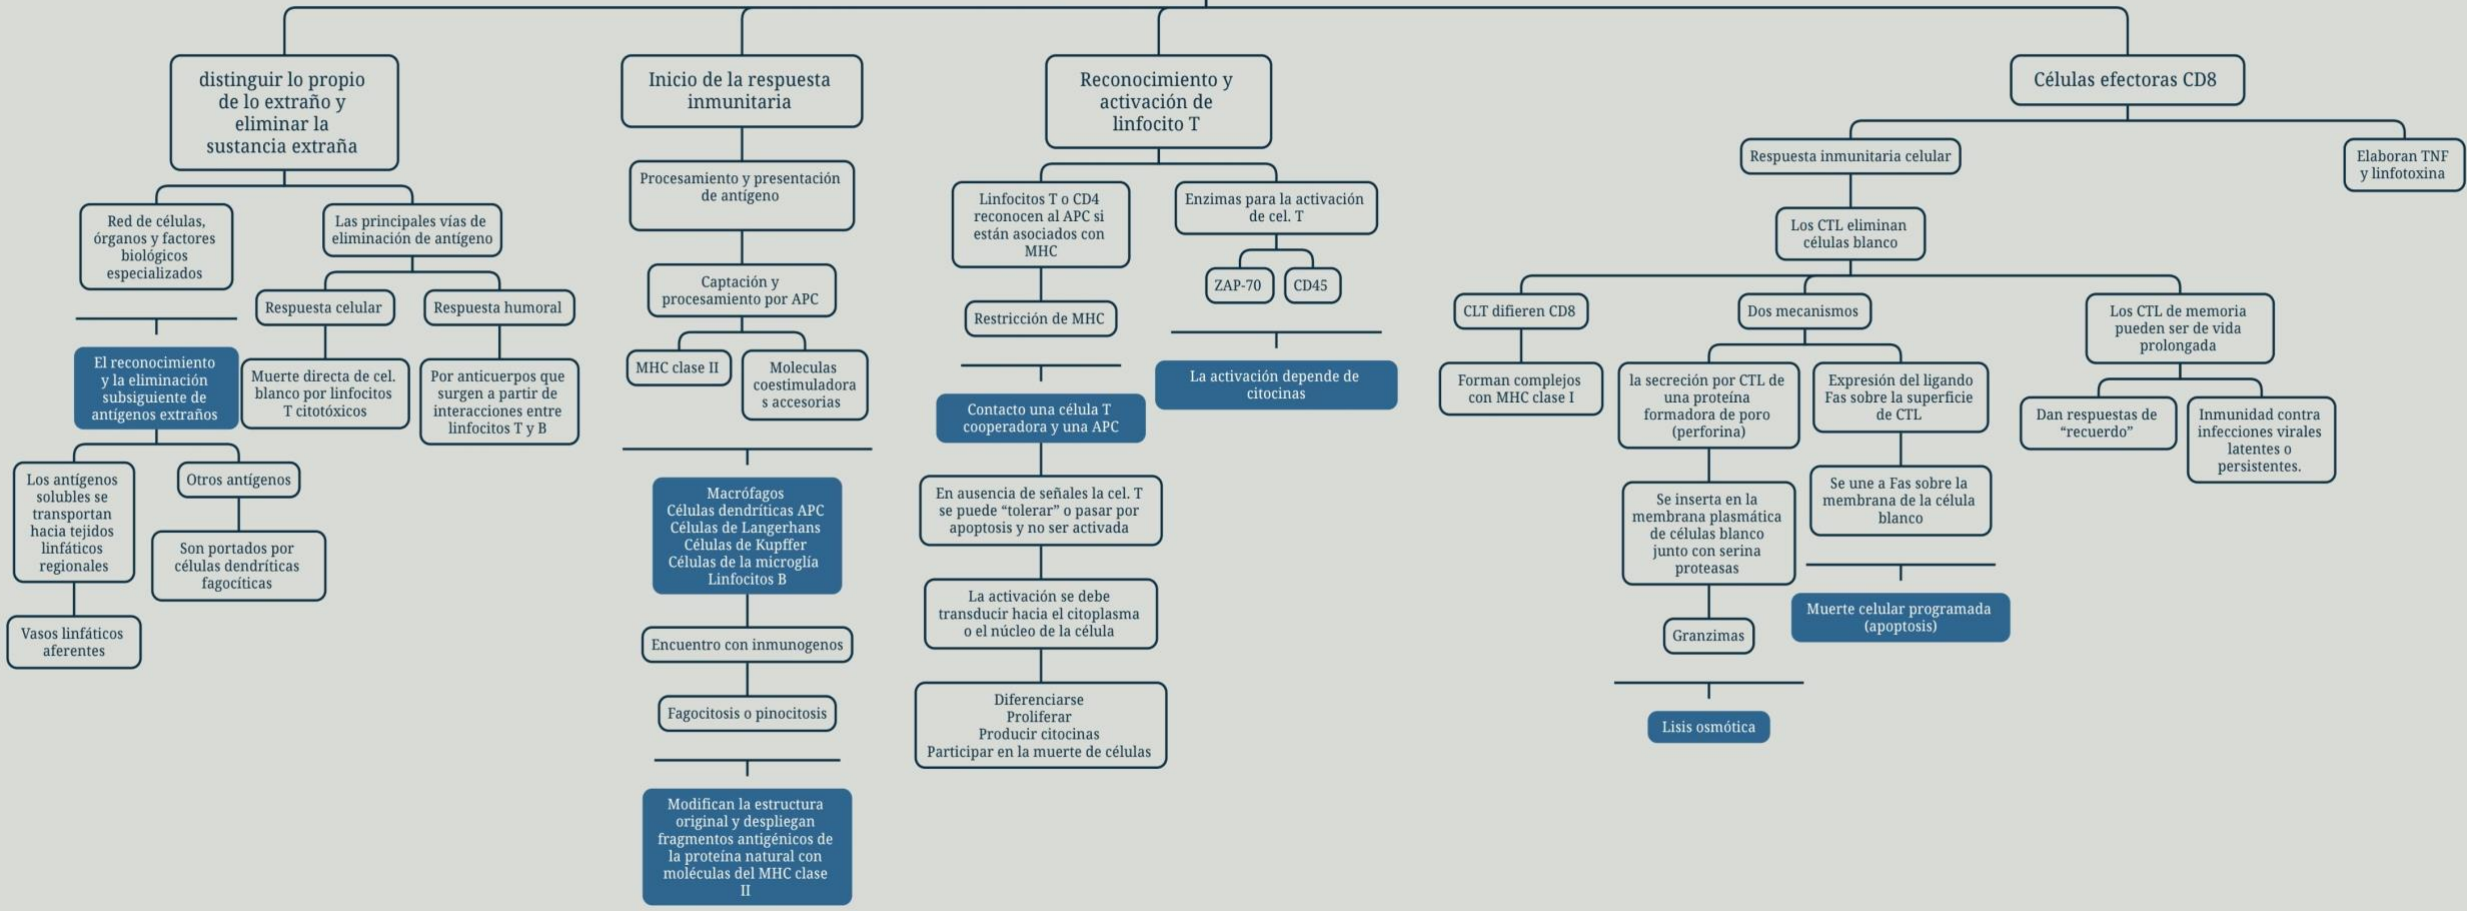 distinguir lo propio
de lo extraño y
eliminar la
sustancia extraña
Red de células,
órganos y factores
biológicos
especializados
Las principales vías de
eliminación de antígeno
Respuesta celular
Respuesta humoral
El reconocimiento
y la eliminación
subsiguiente de
antígenos extraños
Muerte directa de cel.
blanco por linfocitos
T citotóxicos
Por anticuerpos que
surgen a partir de
interacciones entre
linfocitos T y B
Los antígenos
solubles se
transportan
hacia tejidos
linfáticos
regionales
Otros antígenos
Son portados por
células dendríticas
fagocíticas
Vasos linfáticos
aferentes
Inicio de la respuesta
inmunitaria
Procesamiento y presentación
de antígeno
Captación y
procesamiento por APC
MHC clase II
Moleculas
coestimuladora
s accesorias
Macrófagos
Células dendríticas APC
Células de Langerhans
Células de Kupffer
Células de la microglía
Linfocitos B
Encuentro con inmunogenos
Fagocitosis o pinocitosis
Modifican la estructura
original y despliegan
fragmentos antigénicos de
la proteína natural con
moléculas del MHC clase
II
Reconocimiento y
activación de
linfocito T
Linfocitos T o CD4
reconocen al APC si
están asociados con
MHC
Enzimas para la activación
de cel. T
ZAP-70
CD45
Restricción de MHC
La activación depende de
citocinas
Contacto una célula T
cooperadora y una APC
En ausencia de señales la cel. T
se puede “tolerar” o pasar por
apoptosis y no ser activada
La activación se debe
transducir hacia el citoplasma
o el núcleo de la célula
Diferenciarse
Proliferar
Producir citocinas
Participar en la muerte de células
Células efectoras CD8
Respuesta inmunitaria celular
Elaboran TNF
y linfotoxina
Los CTL eliminan
células blanco
CLT difieren CD8
Dos mecanismos
Los CTL de memoria
pueden ser de vida
prolongada
Forman complejos
con MHC clase I
la secreción por CTL de
una proteína
formadora de poro
(perforina)
Expresión del ligando
Fas sobre la superficie
de CTL
Dan respuestas de
“recuerdo”
Inmunidad contra
infecciones virales
latentes o
persistentes.
Se inserta en la
membrana plasmática
de células blanco
junto con serina
proteasas
Se une a Fas sobre la
membrana de la célula
blanco
Muerte celular programada
(apoptosis)
Granzimas
Lisis osmótica